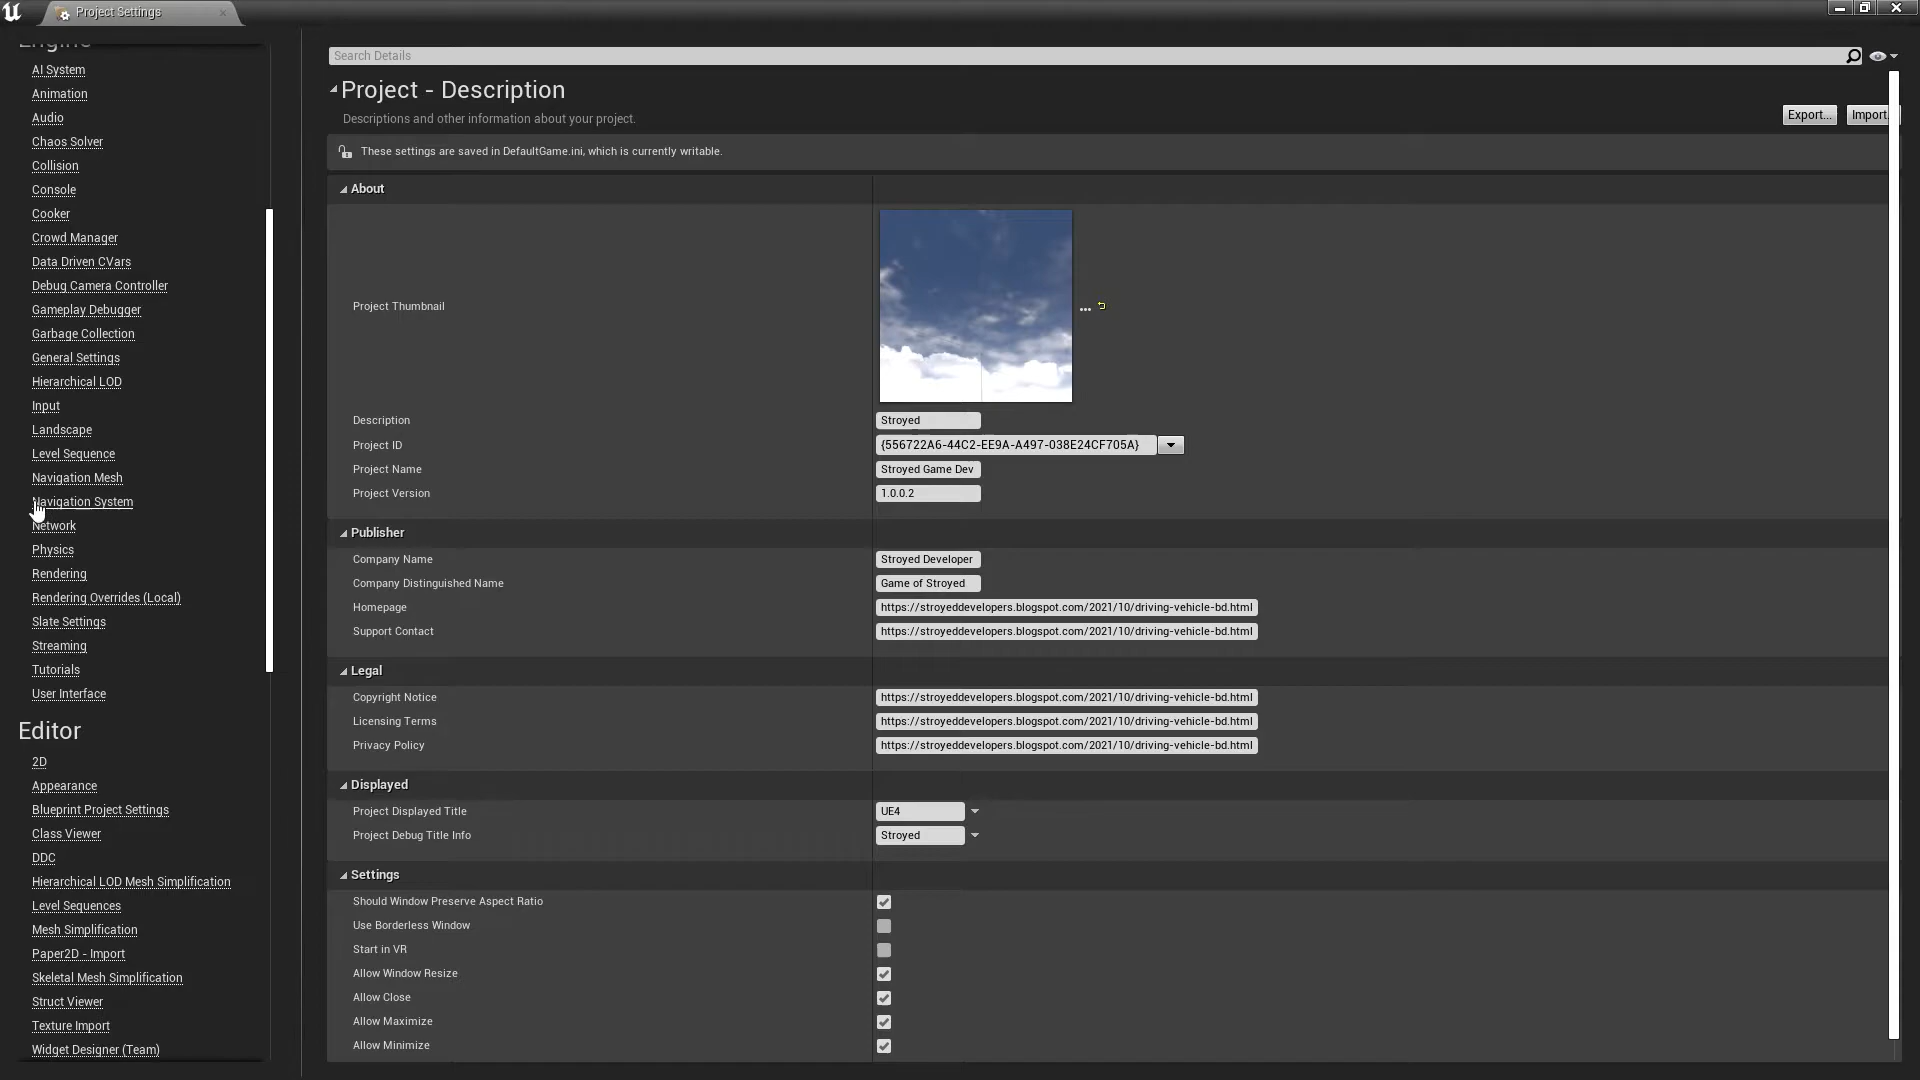 Project Settings
Engine
AI System
Animation
Audio
Chaos Solver
Collision
Console
Cooker
Crowd Manager
Data Driven CVars
Debug Camera Controller
Gameplay Debugger
Garbage Collection
General Settings
Hierarchical LOD
Input
Landscape
Level Sequence
Navigation Mesh
Navigation System
Network
Physics
Rendering
Rendering Overrides (Local)
Slate Settings
Streaming
Tutorials
User Interface
Editor
2D
Appearance
Blueprint Project Settings
Class Viewer
DDC
Hierarchical LOD Mesh Simplification
Level Sequences
Mesh Simplification
Paper2D - Import
Skeletal Mesh Simplification
Struct Viewer
Texture Import
Widget Designer (Team)
Search Details
Project - Description
Descriptions and other information about your project.
Export... Import
These settings are saved in DefaultGame.ini, which is currently writable.
About
Project Thumbnail
Description Stroyed
Project ID {556722A6-44C2-EE9A-A497-038E24CF705A}
Project Name Stroyed Game Dev
Project Version 1.0.0.2
Publisher
Company Name Stroyed Developer
Company Distinguished Name Game of Stroyed
Homepage https://stroyeddevelopers.blogspot.com/2021/10/driving-vehicle-bd.html
Support Contact https://stroyeddevelopers.blogspot.com/2021/10/driving-vehicle-bd.html
Legal
Copyright Notice https://stroyeddevelopers.blogspot.com/2021/10/driving-vehicle-bd.html
Licensing Terms https://stroyeddevelopers.blogspot.com/2021/10/driving-vehicle-bd.html
Privacy Policy https://stroyeddevelopers.blogspot.com/2021/10/driving-vehicle-bd.html
Displayed
Project Displayed Title UE4
Project Debug Title Info Stroyed
Settings
Should Window Preserve Aspect Ratio
Use Borderless Window
Start in VR
Allow Window Resize
Allow Close
Allow Maximize
Allow Minimize